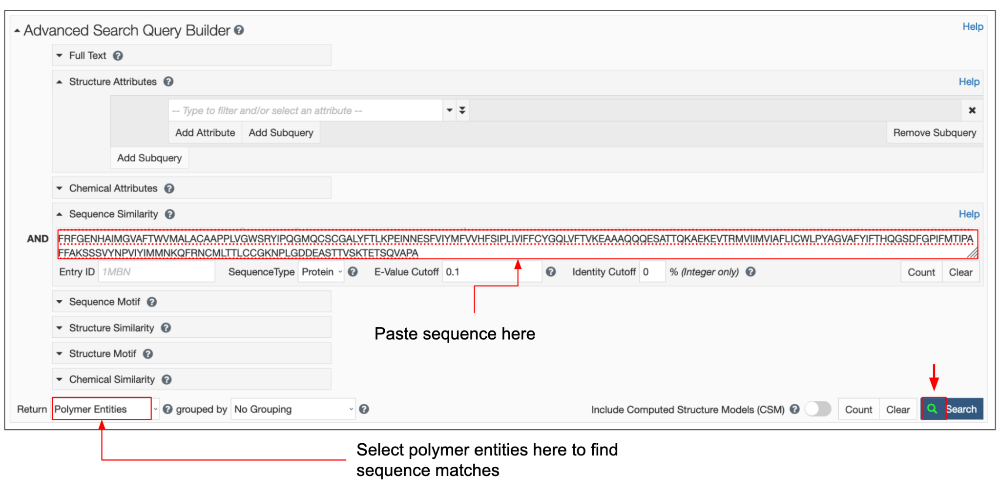 Advanced Search Query Builder ?
Help
Full Text ?
Structure Attributes ?
Help
-- Type to filter and/or select an attribute --
Add Attribute Add Subquery
Remove Subquery
Add Subquery
Chemical Attributes ?
Sequence Similarity ?
Help
AND
FRFGENHAIMGVAFTWVMALACAAPPLVGWSRYIPQGMQCSCGALYFTLKPEINNESFVIYMFVVHFSIPLIVIFFCYGQLVFTVKEAAAQQQESATTQKAEKEVTRMVIIMVIAFLICWLPYAGVAFYIFTHQGSDFGPIFMTIPA
FFAKSSSVYNPVIYIMMNKQFRNCMLTTLCCGKNPLGDDEASTTVSKTETSQVAPA
Entry ID 1MBN SequenceType Protein ? E-Value Cutoff 0.1 ? Identity Cutoff 0 % (Integer only) ? Count Clear
Sequence Motif ?
Structure Similarity ?
Paste sequence here
Structure Motif ?
Chemical Similarity ?
Return Polymer Entities ? grouped by No Grouping ? Include Computed Structure Models (CSM) ? Count Clear Search
Select polymer entities here to find
sequence matches